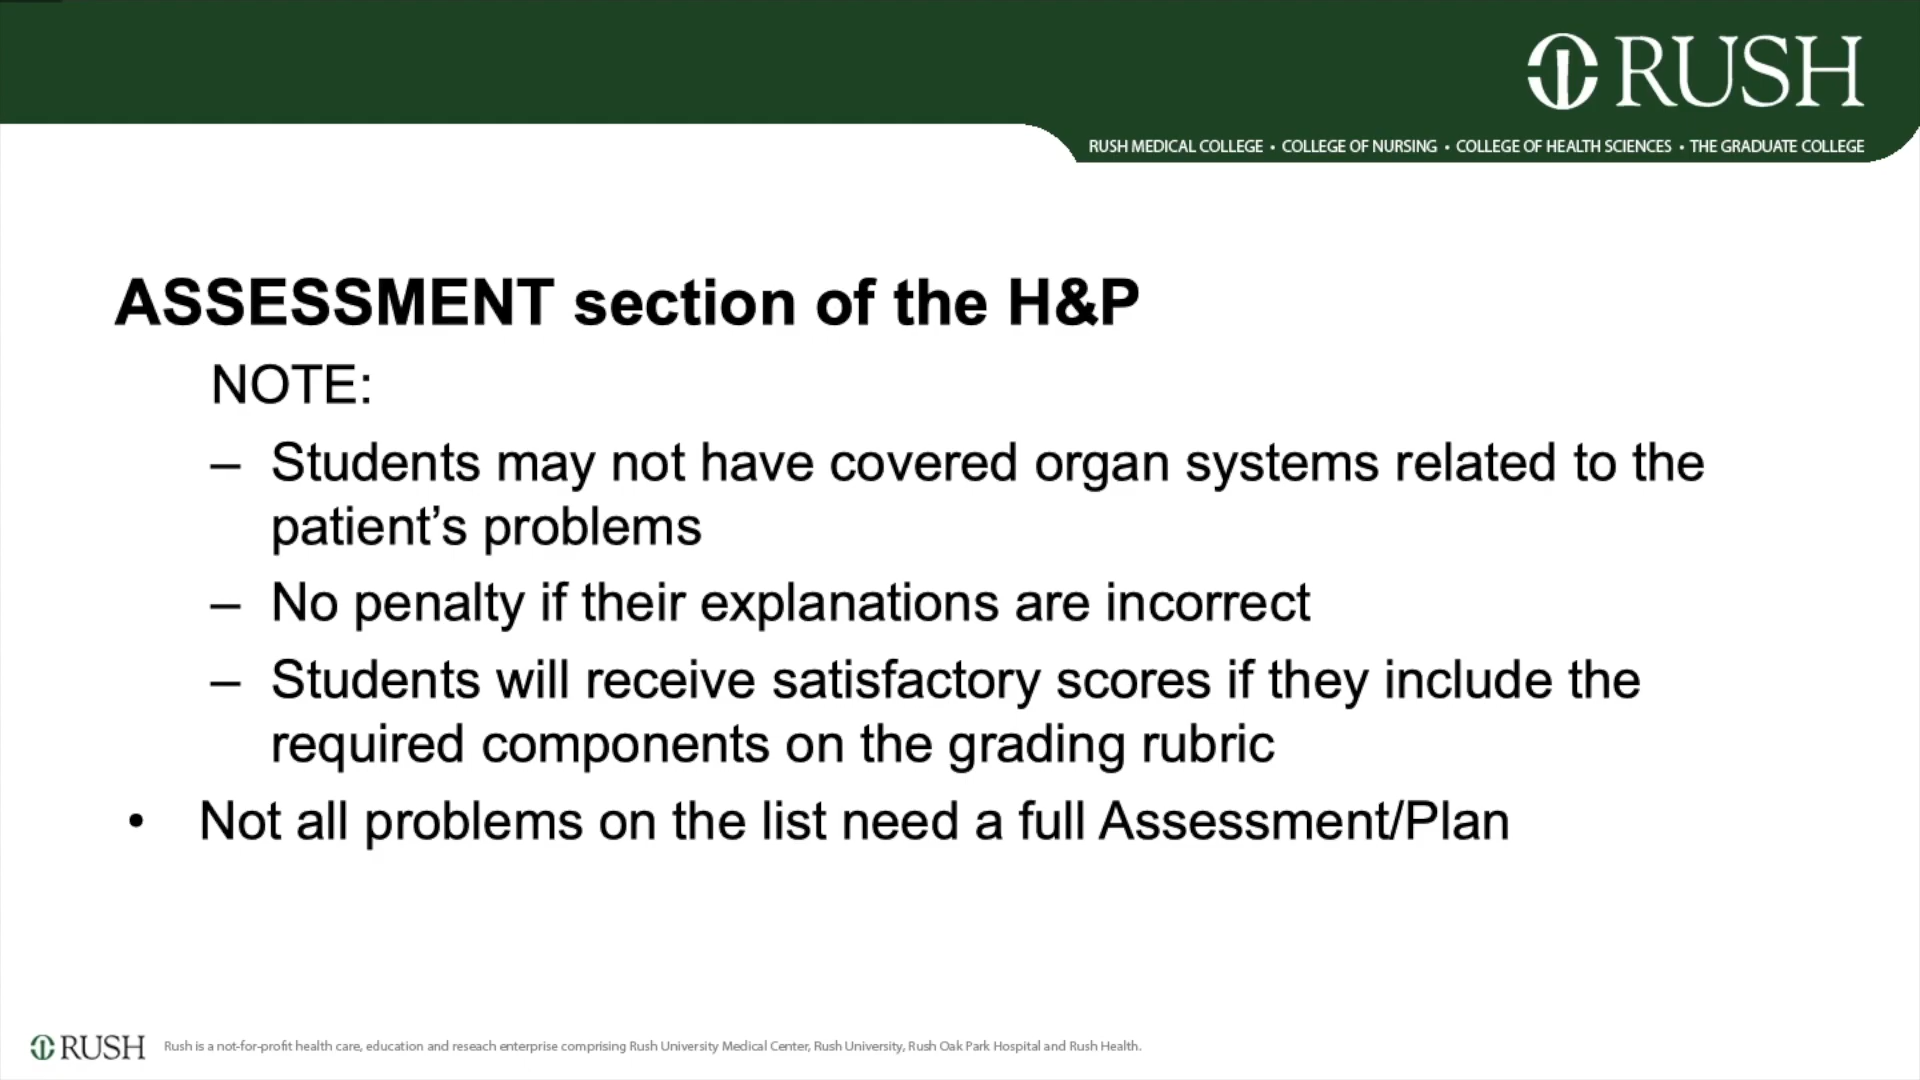 RUSH
RUSH MEDICAL COLLEGE • COLLEGE OF NURSING • COLLEGE OF HEALTH SCIENCES • THE GRADUATE COLLEGE
ASSESSMENT section of the H&P
NOTE:
– Students may not have covered organ systems related to the
patient’s problems
– No penalty if their explanations are incorrect
– Students will receive satisfactory scores if they include the
required components on the grading rubric
• Not all problems on the list need a full Assessment/Plan
RUSH Rush is a not-for-profit health care, education and reseach enterprise comprising Rush University Medical Center, Rush University, Rush Oak Park Hospital and Rush Health.